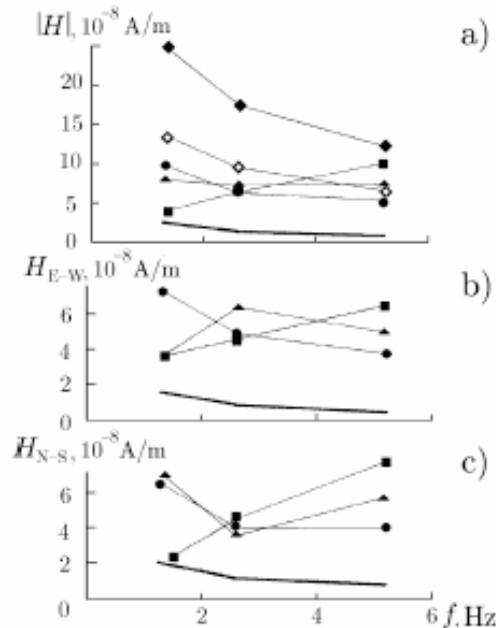 |H|, 10⁻⁸ A/m
a)
25
20
15
10
5
0
H_E–W, 10⁻⁸ A/m
b)
6
4
2
0
H_N–S, 10⁻⁸ A/m
c)
6
4
2
0
2 4 6 f, Hz